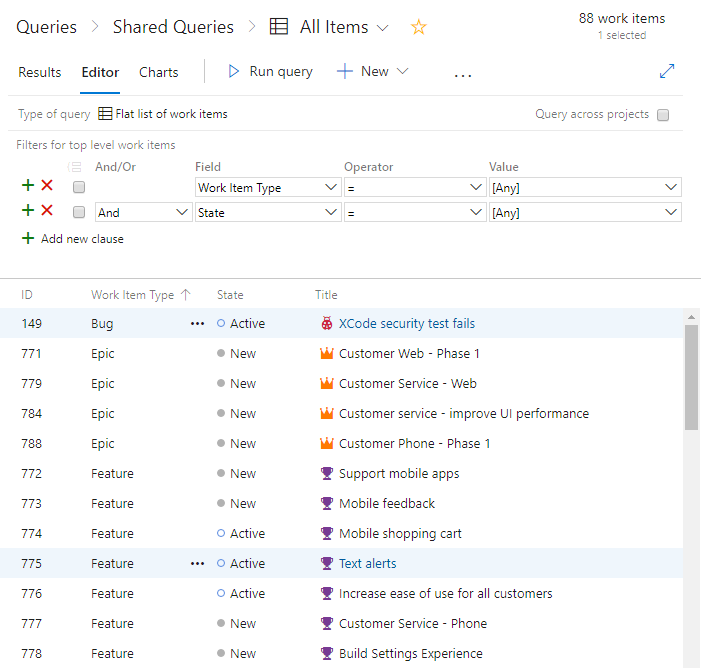 Queries > Shared Queries > All Items
88 work items
1 selected
Results Editor Charts Run query New ...
Type of query Flat list of work items Query across projects
Filters for top level work items
And/Or Field Operator Value
Work Item Type = [Any]
And State = [Any]
Add new clause
ID Work Item Type State Title
149 Bug ... Active XCode security test fails
771 Epic New Customer Web - Phase 1
779 Epic New Customer Service - Web
784 Epic New Customer service - improve UI performance
788 Epic New Customer Phone - Phase 1
772 Feature New Support mobile apps
773 Feature New Mobile feedback
774 Feature Active Mobile shopping cart
775 Feature ... Active Text alerts
776 Feature Active Increase ease of use for all customers
777 Feature New Customer Service - Phone
778 Feature New Build Settings Experience